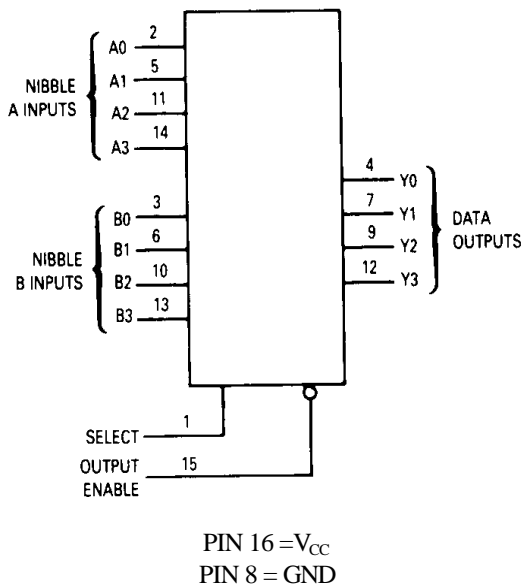 NIBBLE
A INPUTS
A0 2
A1 5
A2 11
A3 14
NIBBLE
B INPUTS
B0 3
B1 6
B2 10
B3 13
4 Y0
7 Y1
9 Y2
12 Y3
DATA
OUTPUTS
SELECT 1
OUTPUT
ENABLE
15
PIN 16 =VCC
PIN 8 = GND